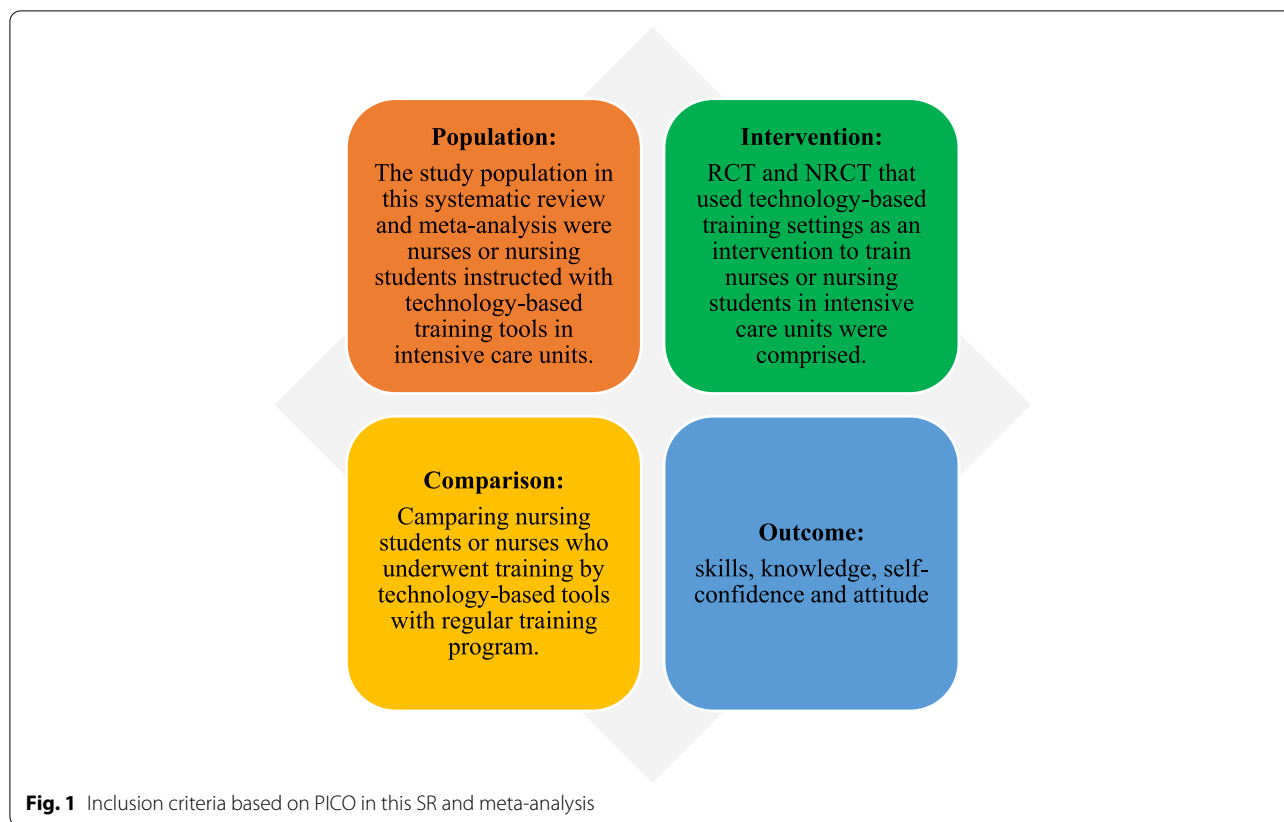 Population:
The study population in
this systematic review
and meta-analysis were
nurses or nursing
students instructed with
technology-based
training tools in
intensive care units.
Intervention:
RCT and NRCT that
used technology-based
training settings as an
intervention to train
nurses or nursing
students in intensive
care units were
comprised.
Comparison:
Camparing nursing
students or nurses who
underwent training by
technology-based tools
with regular training
program.
Outcome:
skills, knowledge, self-
confidence and attitude
Fig. 1 Inclusion criteria based on PICO in this SR and meta-analysis